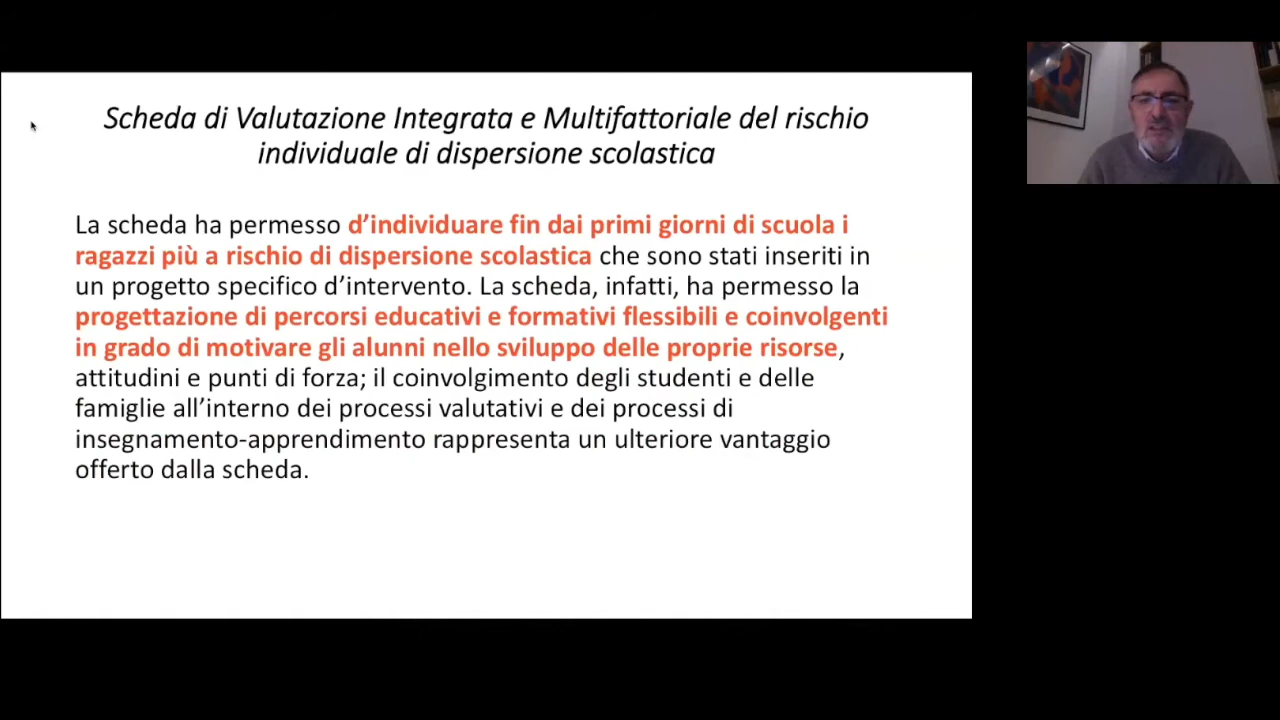 Scheda di Valutazione Integrata e Multifattoriale del rischio
individuale di dispersione scolastica
La scheda ha permesso d’individuare fin dai primi giorni di scuola i
ragazzi più a rischio di dispersione scolastica che sono stati inseriti in
un progetto specifico d’intervento. La scheda, infatti, ha permesso la
progettazione di percorsi educativi e formativi flessibili e coinvolgenti
in grado di motivare gli alunni nello sviluppo delle proprie risorse,
attitudini e punti di forza; il coinvolgimento degli studenti e delle
famiglie all’interno dei processi valutativi e dei processi di
insegnamento-apprendimento rappresenta un ulteriore vantaggio
offerto dalla scheda.